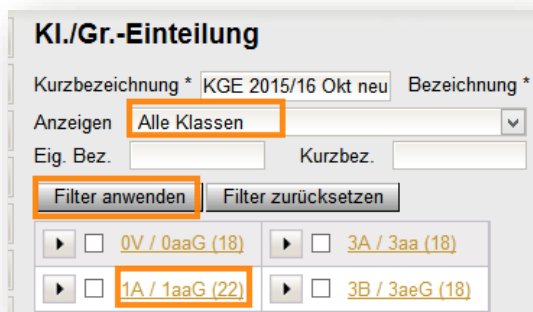 Kl./Gr.-Einteilung
Kurzbezeichnung * KGE 2015/16 Okt neu Bezeichnung *
Anzeigen Alle Klassen
Eig. Bez. Kurzbez.
Filter anwenden Filter zurücksetzen
0V / 0aaG (18) 3A / 3aa (18)
1A / 1aaG (22) 3B / 3aeG (18)